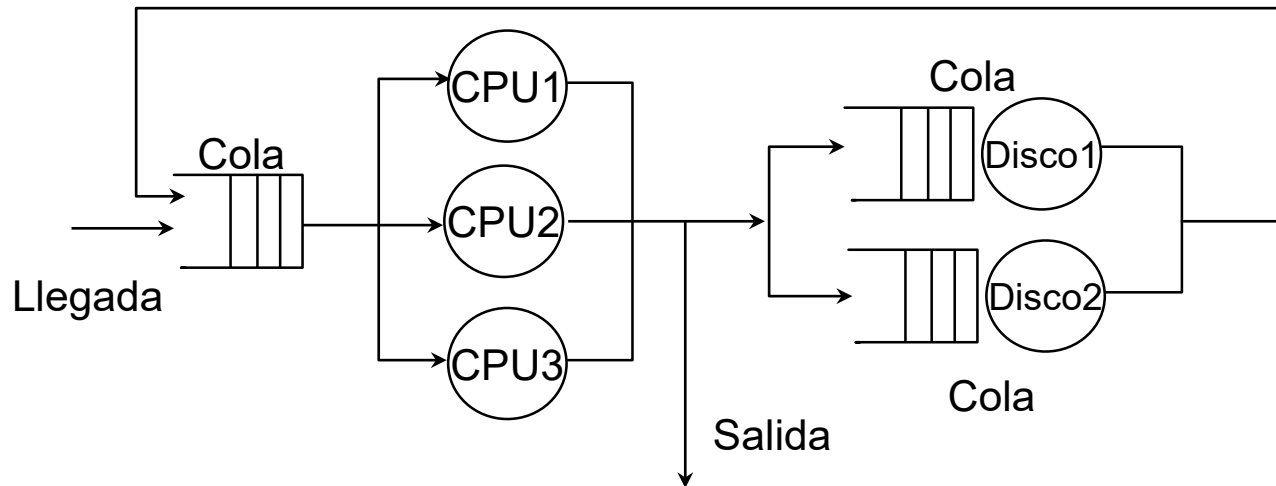 Cola
Llegada
CPU1
CPU2
CPU3
Salida
Cola
Disco1
Disco2
Cola